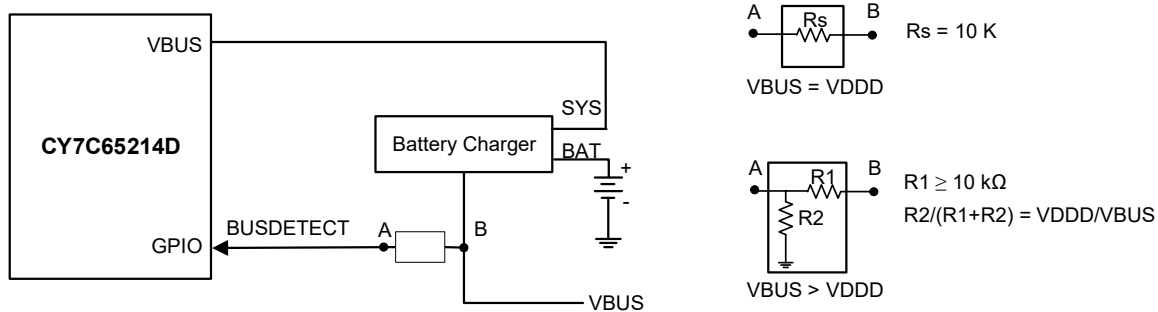 VBUS
CY7C65214D
SYS
Battery Charger
BAT
+
-
BUSDETECT
A
B
GPIO
VBUS
A
B
Rs
Rs = 10 K
VBUS = VDDD
A
B
R1
R2
R1 ≥ 10 kΩ
R2/(R1+R2) = VDDD/VBUS
VBUS > VDDD